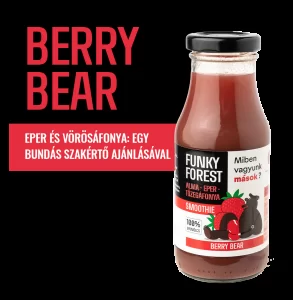 BERRY
BEAR
EPER ÉS VÖRÖSÁFONYA: EGY
BUNDÁS SZAKÉRTŐ AJÁNLÁSÁVAL
FUNKY
FOREST
ALMA - EPER -
TŐZEGÁFONYA
SMOOTHIE
100%
BERRY BEAR
Miben
vagyunk
mások?